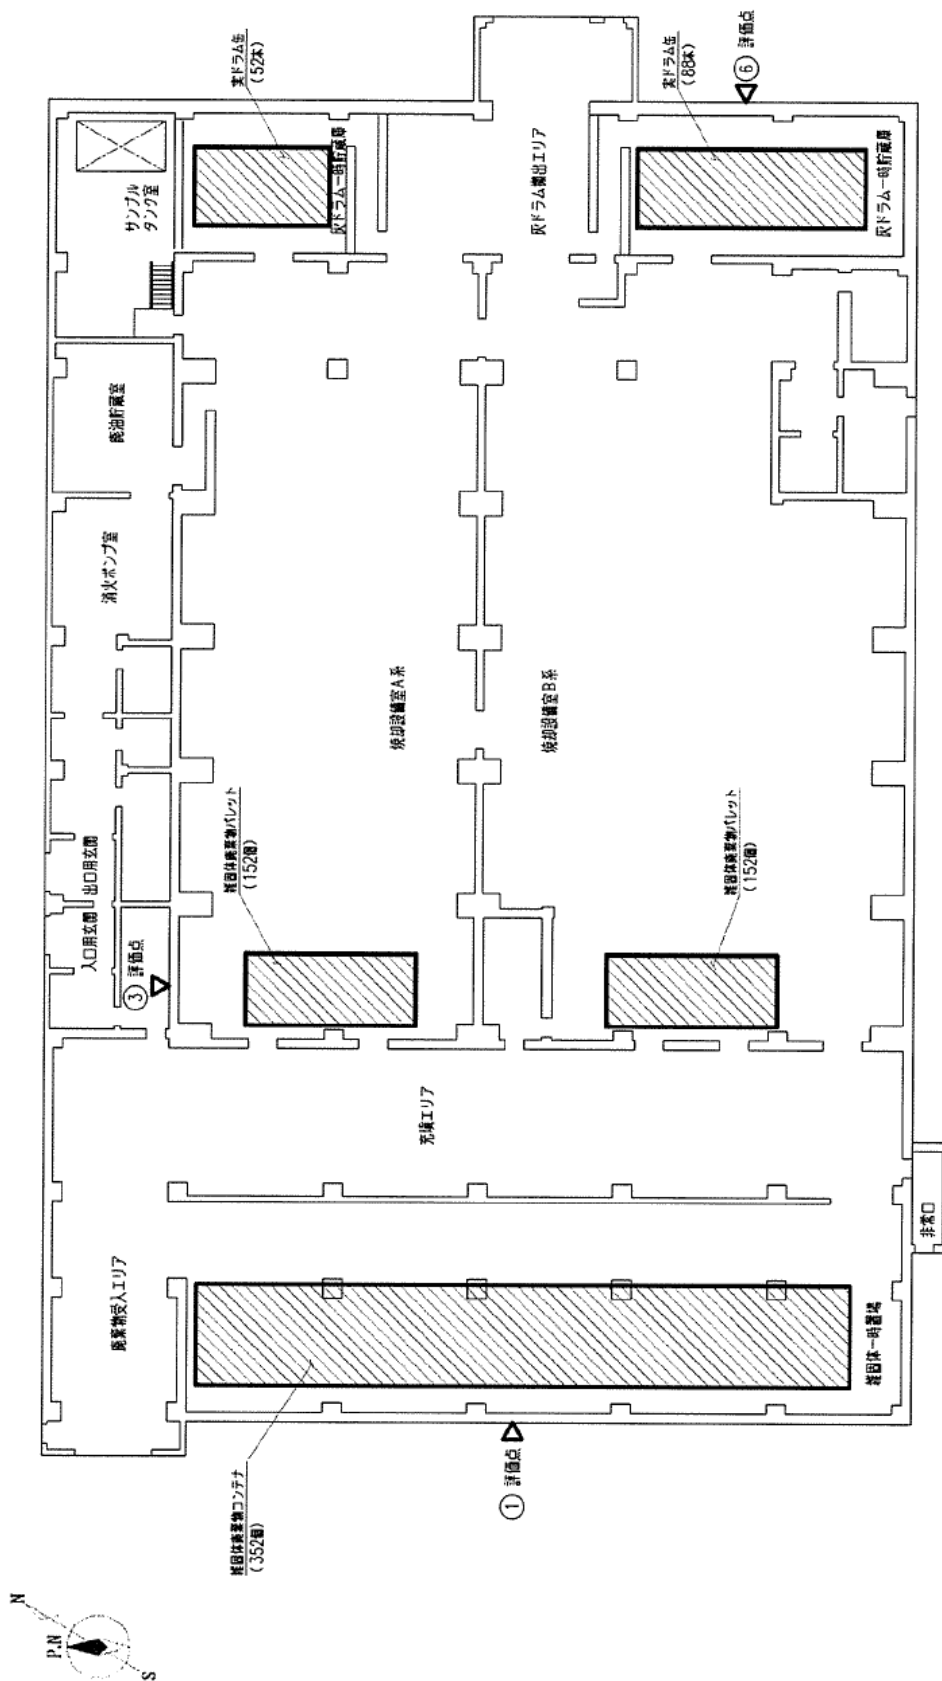 N
P.N
S
実ドラム缶
(52本)
サンプル
タンク室
灰ドラム一時貯蔵庫
灰ドラム搬出エリア
実ドラム缶
(88本)
⑥ 評価点
灰ドラム一時貯蔵庫
廃油貯蔵室
消火ポンプ室
焼却設備室A系
焼却設備室B系
出口用玄関
入口用玄関
③ 評価点
雑固体廃棄物パレット
(152個)
雑固体廃棄物パレット
(152個)
充填エリア
廃棄物受入エリア
非常口
雑固体一時置場
雑固体廃棄物コンテナ
(352個)
① 評価点